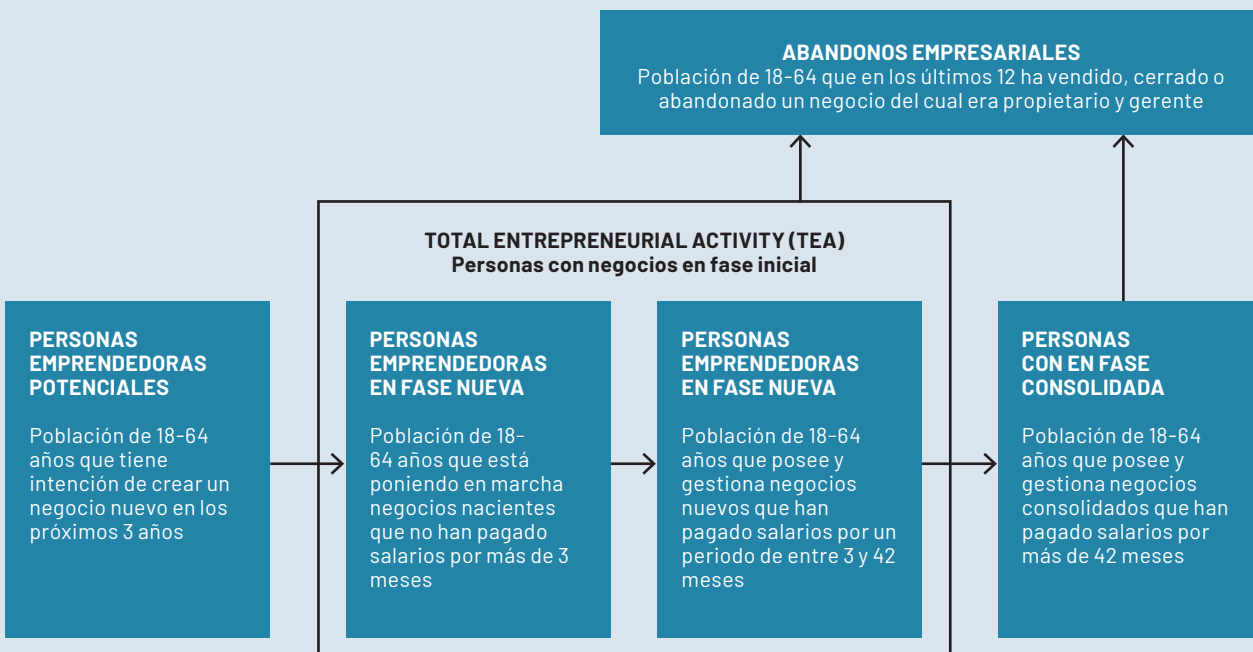 ABANDONOS EMPRESARIALES
Población de 18-64 que en los últimos 12 ha vendido, cerrado o
abandonado un negocio del cual era propietario y gerente
TOTAL ENTREPRENEURIAL ACTIVITY (TEA)
Personas con negocios en fase inicial
PERSONAS
EMPRENDEDORAS
POTENCIALES
Población de 18-64
años que tiene
intención de crear un
negocio nuevo en los
próximos 3 años
PERSONAS
EMPRENDEDORAS
EN FASE NUEVA
Población de 18-
64 años que está
poniendo en marcha
negocios nacientes
que no han pagado
salarios por más de 3
meses
PERSONAS
EMPRENDEDORAS
EN FASE NUEVA
Población de 18-64
años que posee y
gestiona negocios
nuevos que han
pagado salarios por un
periodo de entre 3 y 42
meses
PERSONAS
CON EN FASE
CONSOLIDADA
Población de 18-64
años que posee y
gestiona negocios
consolidados que han
pagado salarios por
más de 42 meses